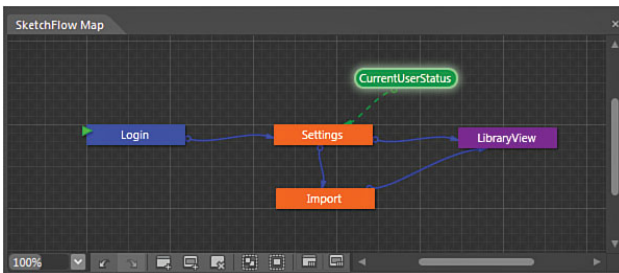 SketchFlow Map
CurrentUserStatus
Login
Settings
LibraryView
Import
100%